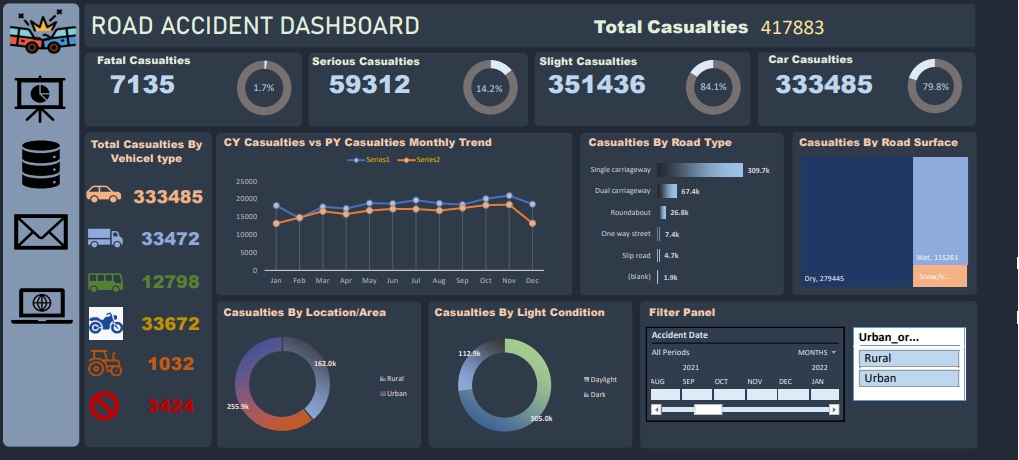 ROAD ACCIDENT DASHBOARD
Total Casualties 417883
Fatal Casualties
7135
1.7%
Serious Casualties
59312
14.2%
Slight Casualties
351436
84.1%
Car Casualties
333485
79.8%
Total Casualties By
Vehicel type
333485
33472
12798
33672
1032
3424
CY Casualties vs PY Casualties Monthly Trend
Series1 Series2
25000
20000
15000
10000
5000
0
Jan Feb Mar Apr May Jun Jul Aug Sep Oct Nov Dec
Casualties By Road Type
Single carriageway 309.7k
Dual carriageway 67.4k
Roundabout 26.8k
One way street 7.4k
Slip road 4.7k
(blank) 1.9k
Casualties By Road Surface
Dry, 279445
Wet, 115261
Snow/ic...
Casualties By Location/Area
162.0k
255.9k
Rural
Urban
Casualties By Light Condition
112.9k
305.0k
Daylight
Dark
Filter Panel
Accident Date
All Periods MONTHS
2021 2022
AUG SEP OCT NOV DEC JAN
Urban_or...
Rural
Urban